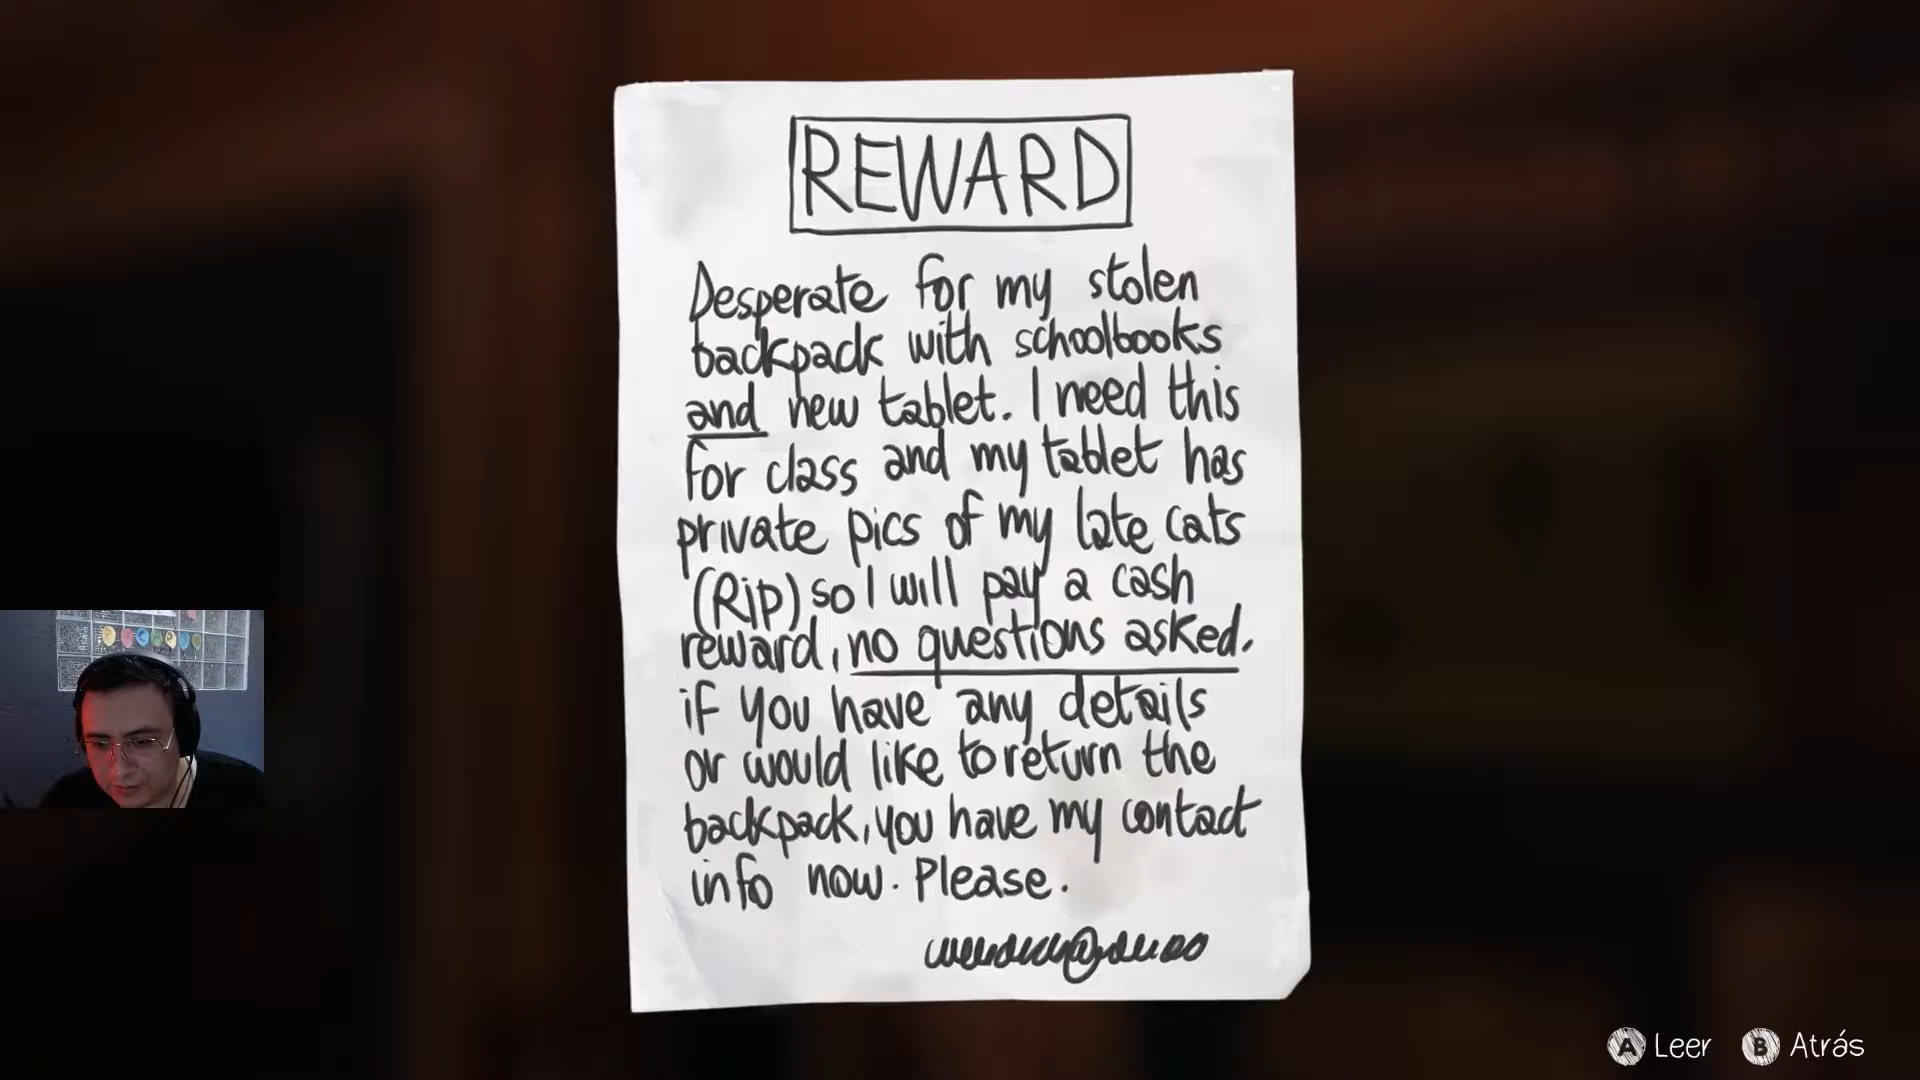 REWARD
Desperate for my stolen
backpack with schoolbooks
and new tablet. I need this
for class and my tablet has
private pics of my late cats
(RiP) so I will pay a cash
reward, no questions asked.
if you have any details
or would like to return the
backpack, you have my contact
info now. Please.
A Leer B Atrás